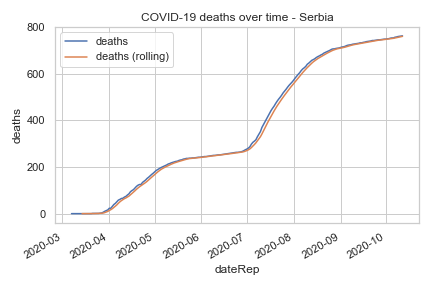 COVID-19 deaths over time - Serbia
deaths
deaths (rolling)
800
600
400
200
0
deaths
2020-03
2020-04
2020-05
2020-06
2020-07
2020-08
2020-09
2020-10
dateRep